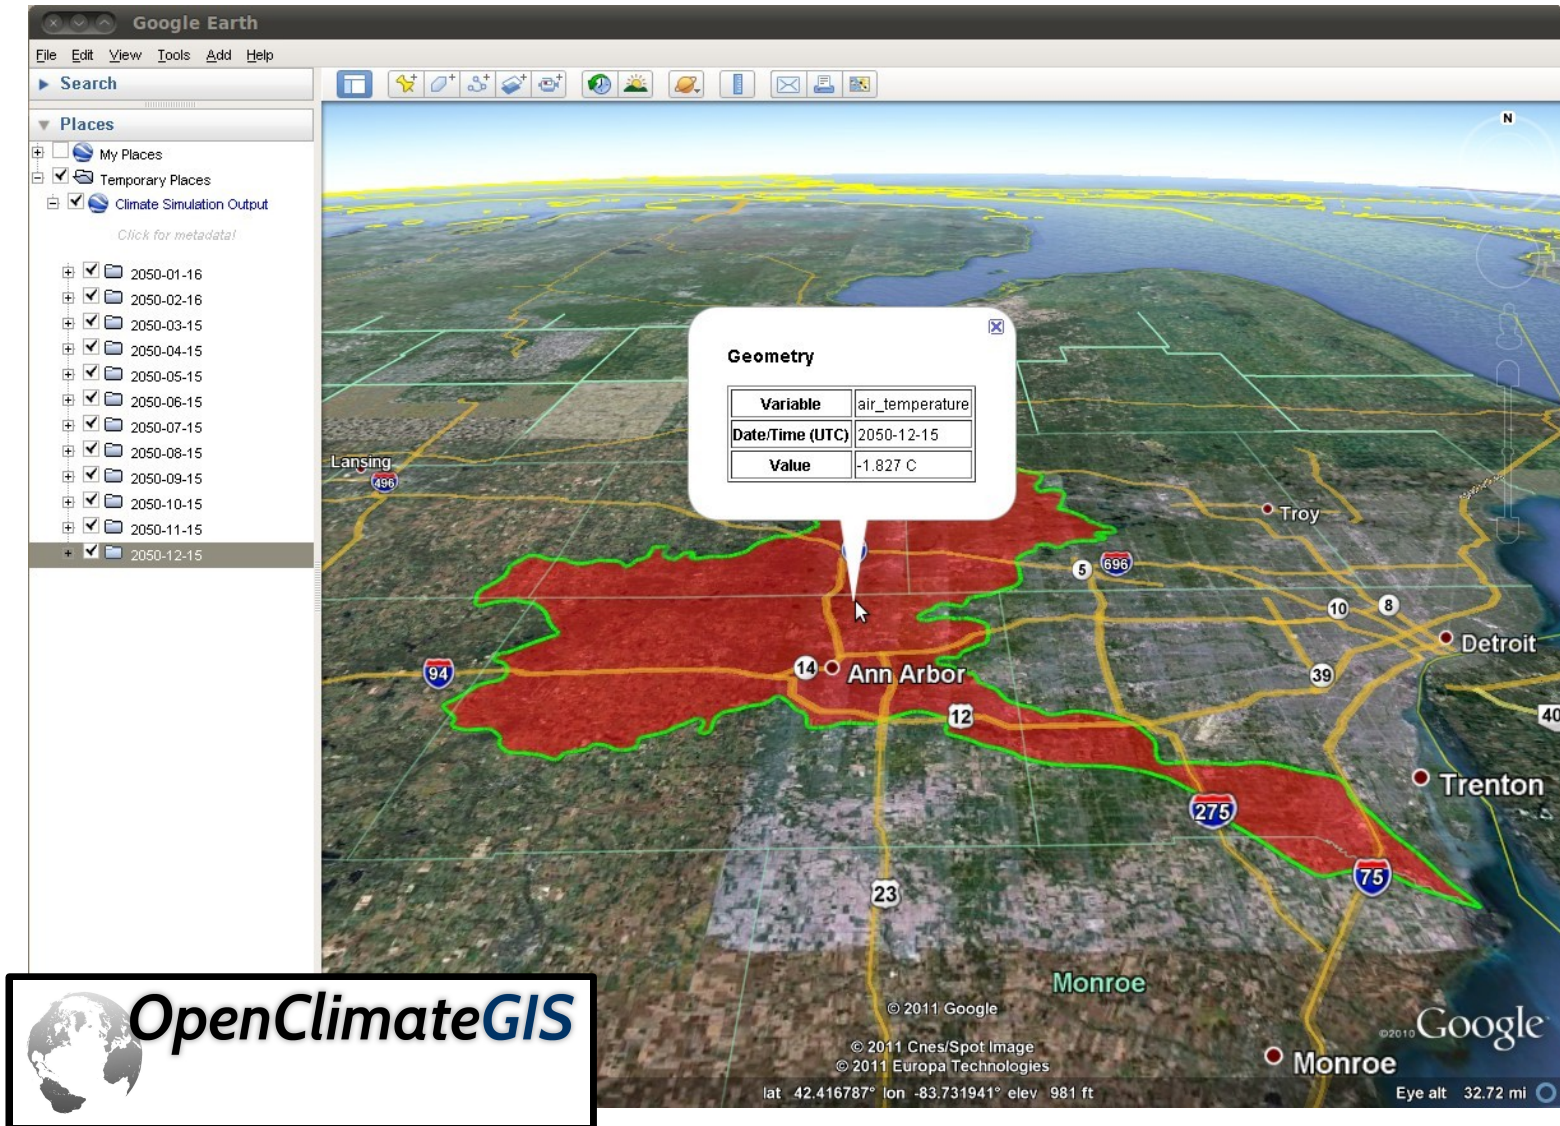 Google Earth
File Edit View Tools Add Help
Search
Places
My Places
Temporary Places
Climate Simulation Output
Click for metadata!
2050-01-16
2050-02-16
2050-03-15
2050-04-15
2050-05-15
2050-06-15
2050-07-15
2050-08-15
2050-09-15
2050-10-15
2050-11-15
2050-12-15
N
Geometry
Variable air_temperature
Date/Time (UTC) 2050-12-15
Value -1.827 C
Lansing
496
Troy
5
696
10
8
Detroit
94
14
Ann Arbor
39
12
40
Trenton
275
75
23
Monroe
© 2011 Google
©2010 Google
© 2011 Cnes/Spot Image
© 2011 Europa Technologies
Monroe
lat 42.416787° lon -83.731941° elev 981 ft
Eye alt 32.72 mi
OpenClimateGIS